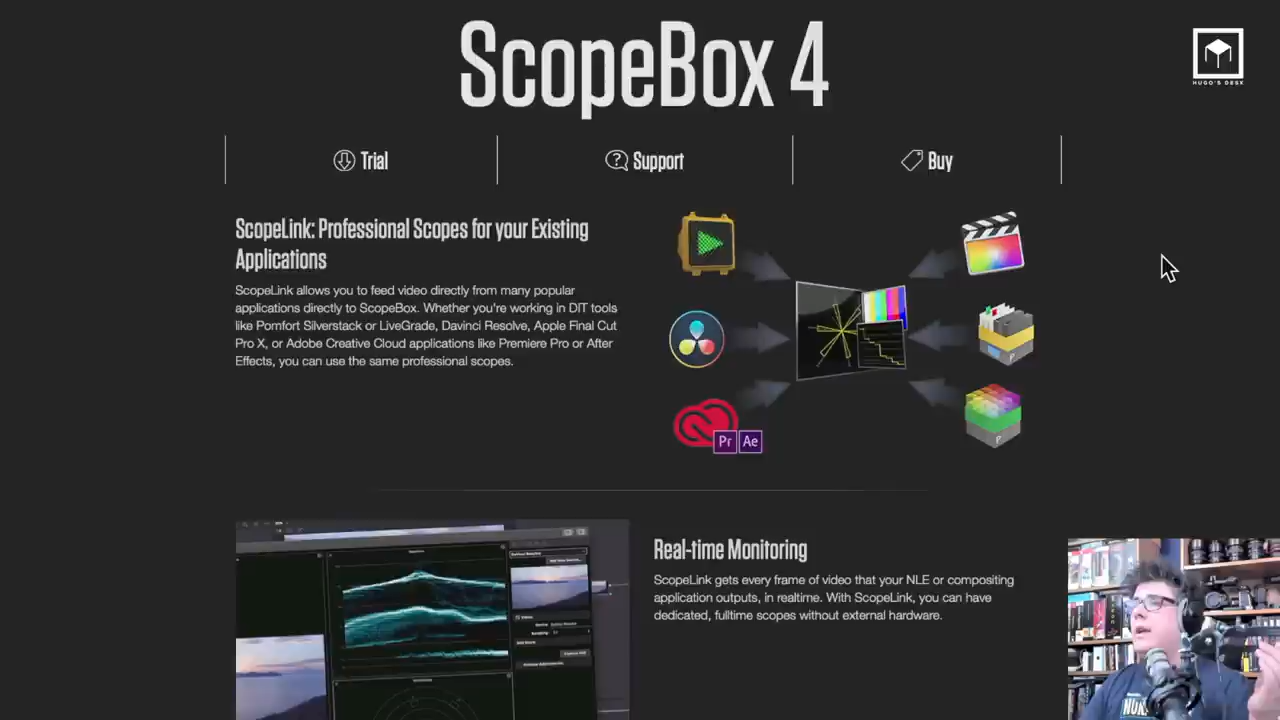 ScopeBox 4
HUGO'S DESK
Trial
Support
Buy
ScopeLink: Professional Scopes for your Existing
Applications
ScopeLink allows you to feed video directly from many popular
applications directly to ScopeBox. Whether you're working in DIT tools
like Pomfort Silverstack or LiveGrade, Davinci Resolve, Apple Final Cut
Pro X, or Adobe Creative Cloud applications like Premiere Pro or After
Effects, you can use the same professional scopes.
P
Pr Ae
P
Real-time Monitoring
ScopeLink gets every frame of video that your NLE or compositing
application outputs, in realtime. With ScopeLink, you can have
dedicated, fulltime scopes without external hardware.